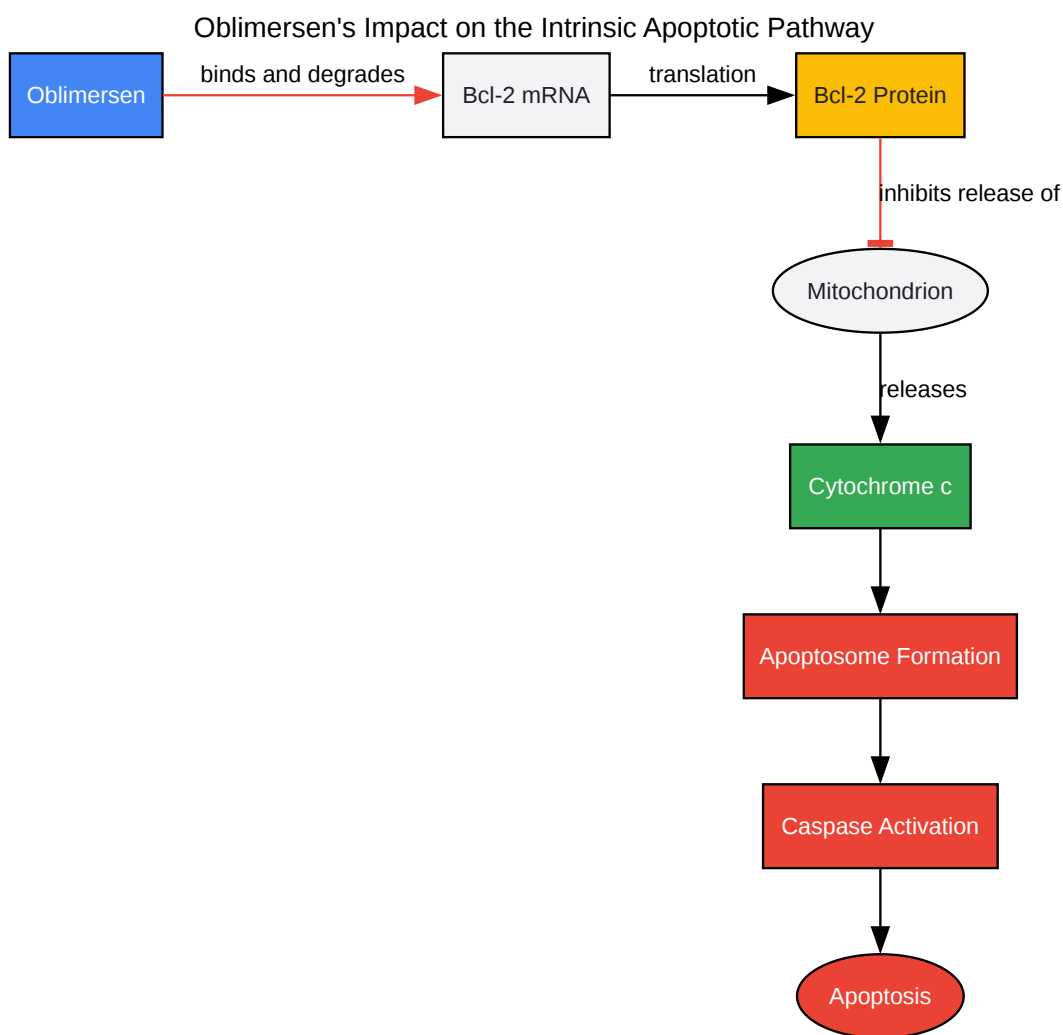 Oblimersen's Impact on the Intrinsic Apoptotic Pathway
Oblimersen
binds and degrades
Bcl-2 mRNA
translation
Bcl-2 Protein
inhibits release of
Mitochondrion
releases
Cytochrome c
Apoptosome Formation
Caspase Activation
Apoptosis